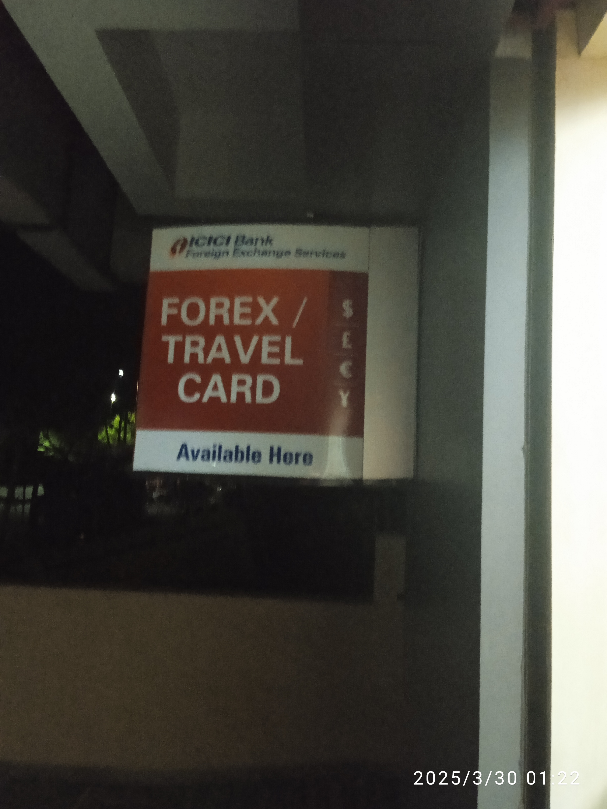 ICICI Bank
Foreign Exchange Services
FOREX /
TRAVEL
CARD
$
£
€
¥
Available Here
2025/3/30 01:22